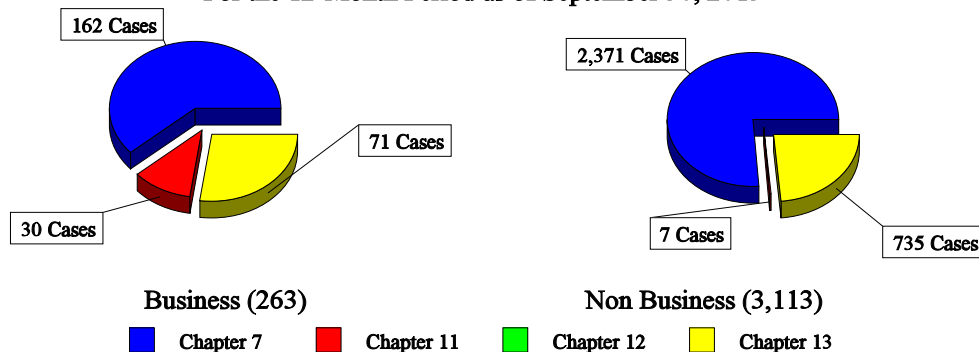 162 Cases
2,371 Cases
71 Cases
30 Cases
7 Cases
735 Cases
Business (263)
Non Business (3,113)
Chapter 7
Chapter 11
Chapter 12
Chapter 13